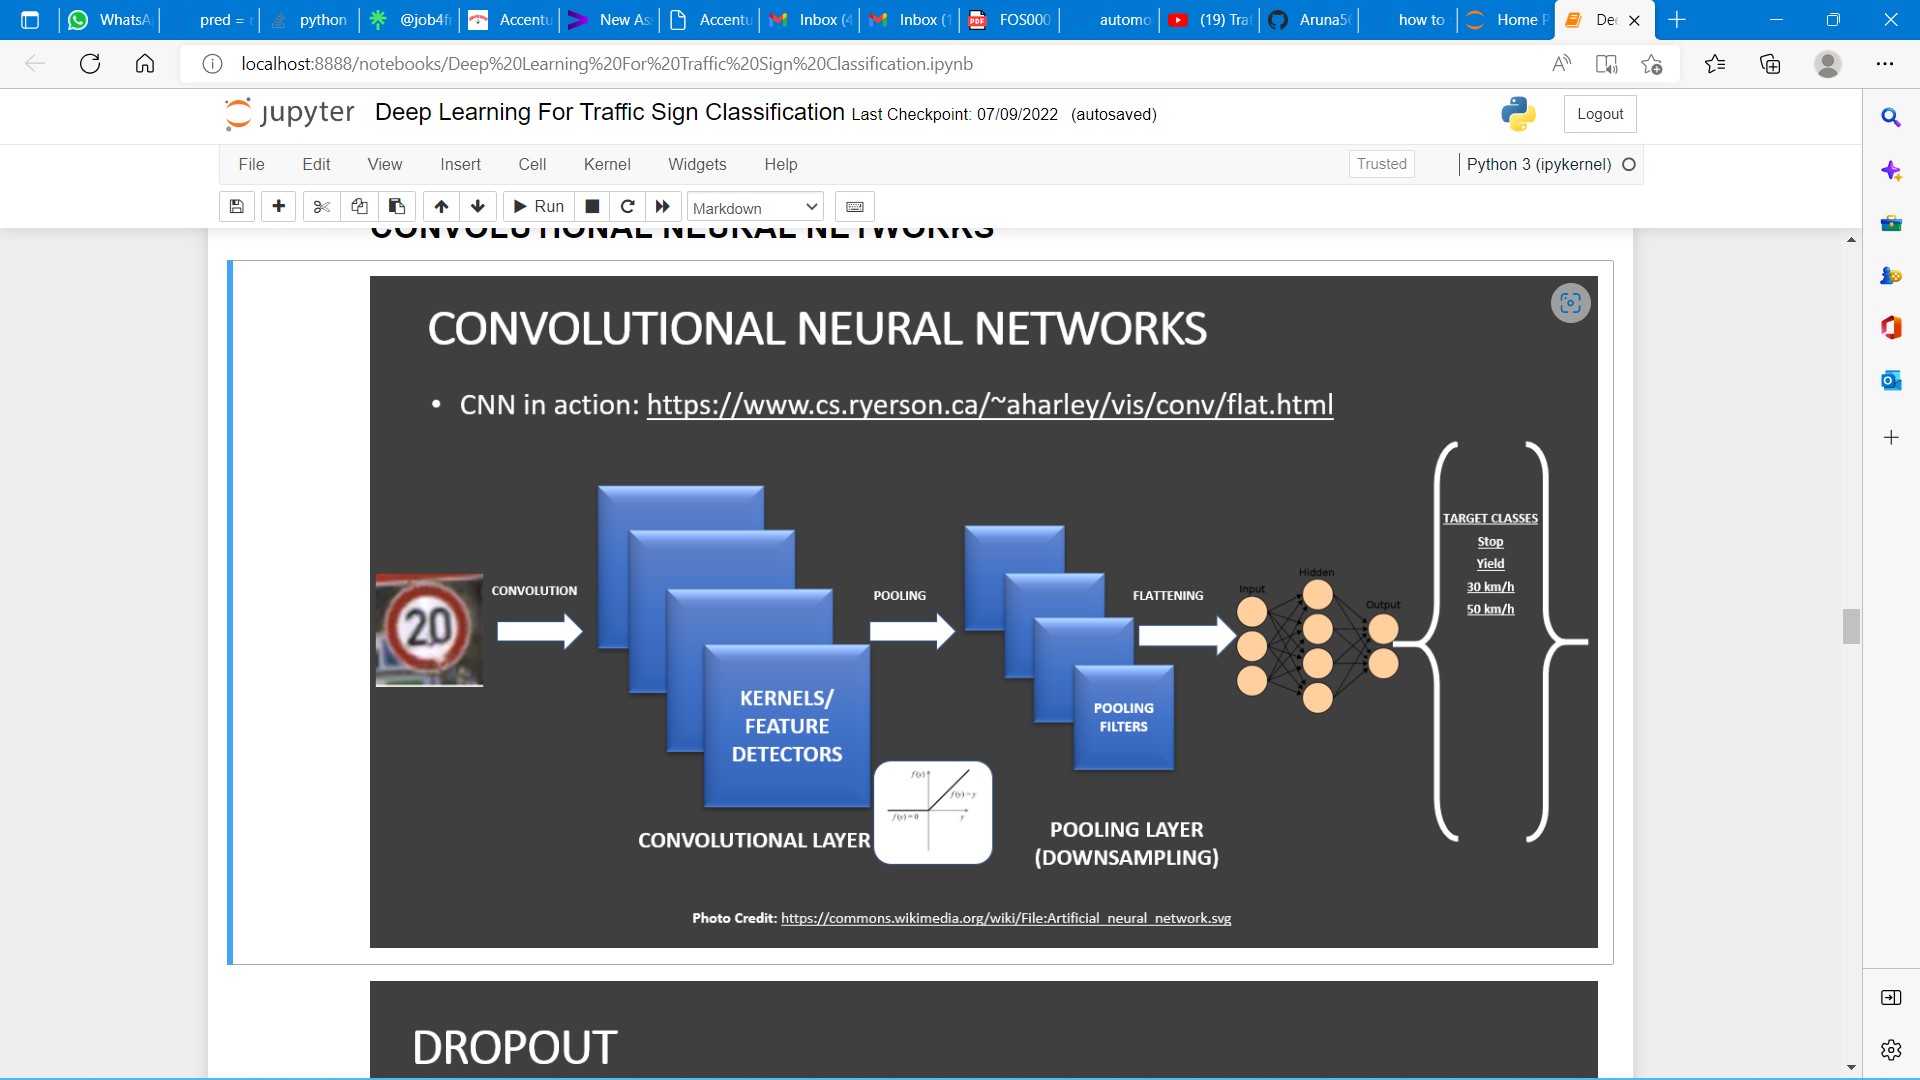 WhatsA
pred =
python
@job4f
Accentu
New As
Accentu
Inbox (4
Inbox (1
FOS000
automo
(19) Tra
Aruna5
how to
Home P
De
localhost:8888/notebooks/Deep%20Learning%20For%20Traffic%20Sign%20Classification.ipynb
jupyter Deep Learning For Traffic Sign Classification Last Checkpoint: 07/09/2022 (autosaved)
Logout
File Edit View Insert Cell Kernel Widgets Help
Trusted
Python 3 (ipykernel)
Run
Markdown
CONVOLUTIONAL NEURAL NETWORKS
CONVOLUTIONAL NEURAL NETWORKS
• CNN in action: https://www.cs.ryerson.ca/~aharley/vis/conv/flat.html
TARGET CLASSES
Stop
Yield
30 km/h
50 km/h
20
CONVOLUTION
POOLING
FLATTENING
Input
Hidden
Output
KERNELS/
FEATURE
DETECTORS
POOLING
FILTERS
f(y)
f(y)=y
f(y)=0
y
CONVOLUTIONAL LAYER
POOLING LAYER
(DOWNSAMPLING)
Photo Credit: https://commons.wikimedia.org/wiki/File:Artificial_neural_network.svg
DROPOUT